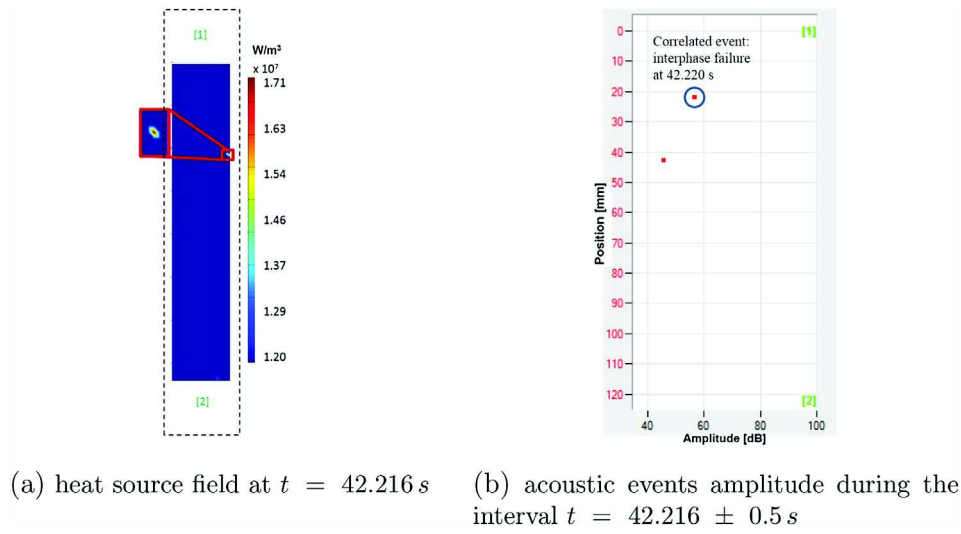 [1]
W/m³
x 10⁷
1.71
1.63
1.54
1.46
1.37
1.29
1.20
[2]
(a) heat source field at t = 42.216 s
0
10
20
30
40
50
60
70
80
90
100
110
120
Position [mm]
[1]
Correlated event:
interphase failure
at 42.220 s
[2]
40 60 80 100
Amplitude [dB]
(b) acoustic events amplitude during the
interval t = 42.216 ± 0.5 s